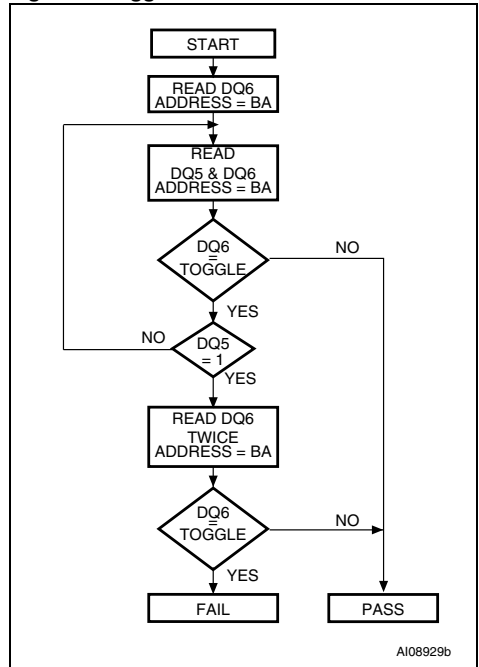 START
READ DQ6
ADDRESS = BA
READ
DQ5 & DQ6
ADDRESS = BA
DQ6
=
TOGGLE
NO
YES
NO
DQ5
= 1
YES
READ DQ6
TWICE
ADDRESS = BA
DQ6
=
TOGGLE
NO
YES
FAIL
PASS
AI08929b